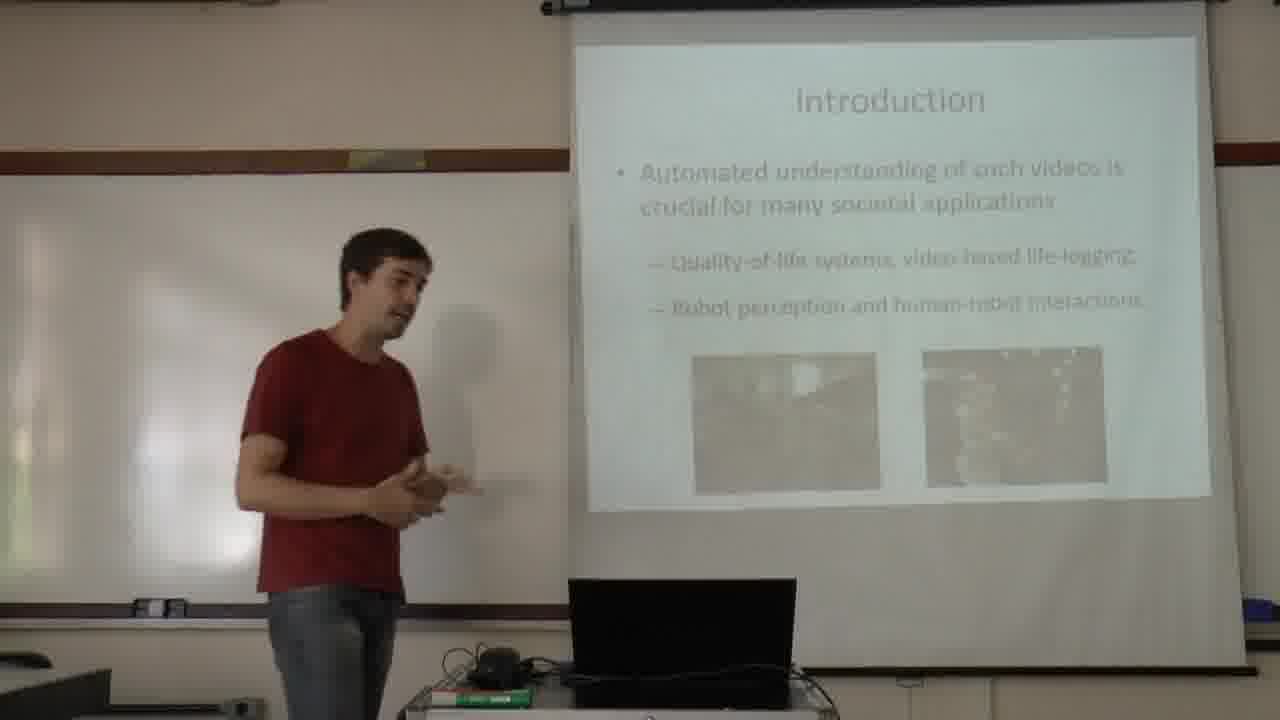 Introduction
• Automated understanding of such videos is
crucial for many societal applications
– Quality-of-life systems, video-based life-logging,
– Robot perception and human-robot interactions,